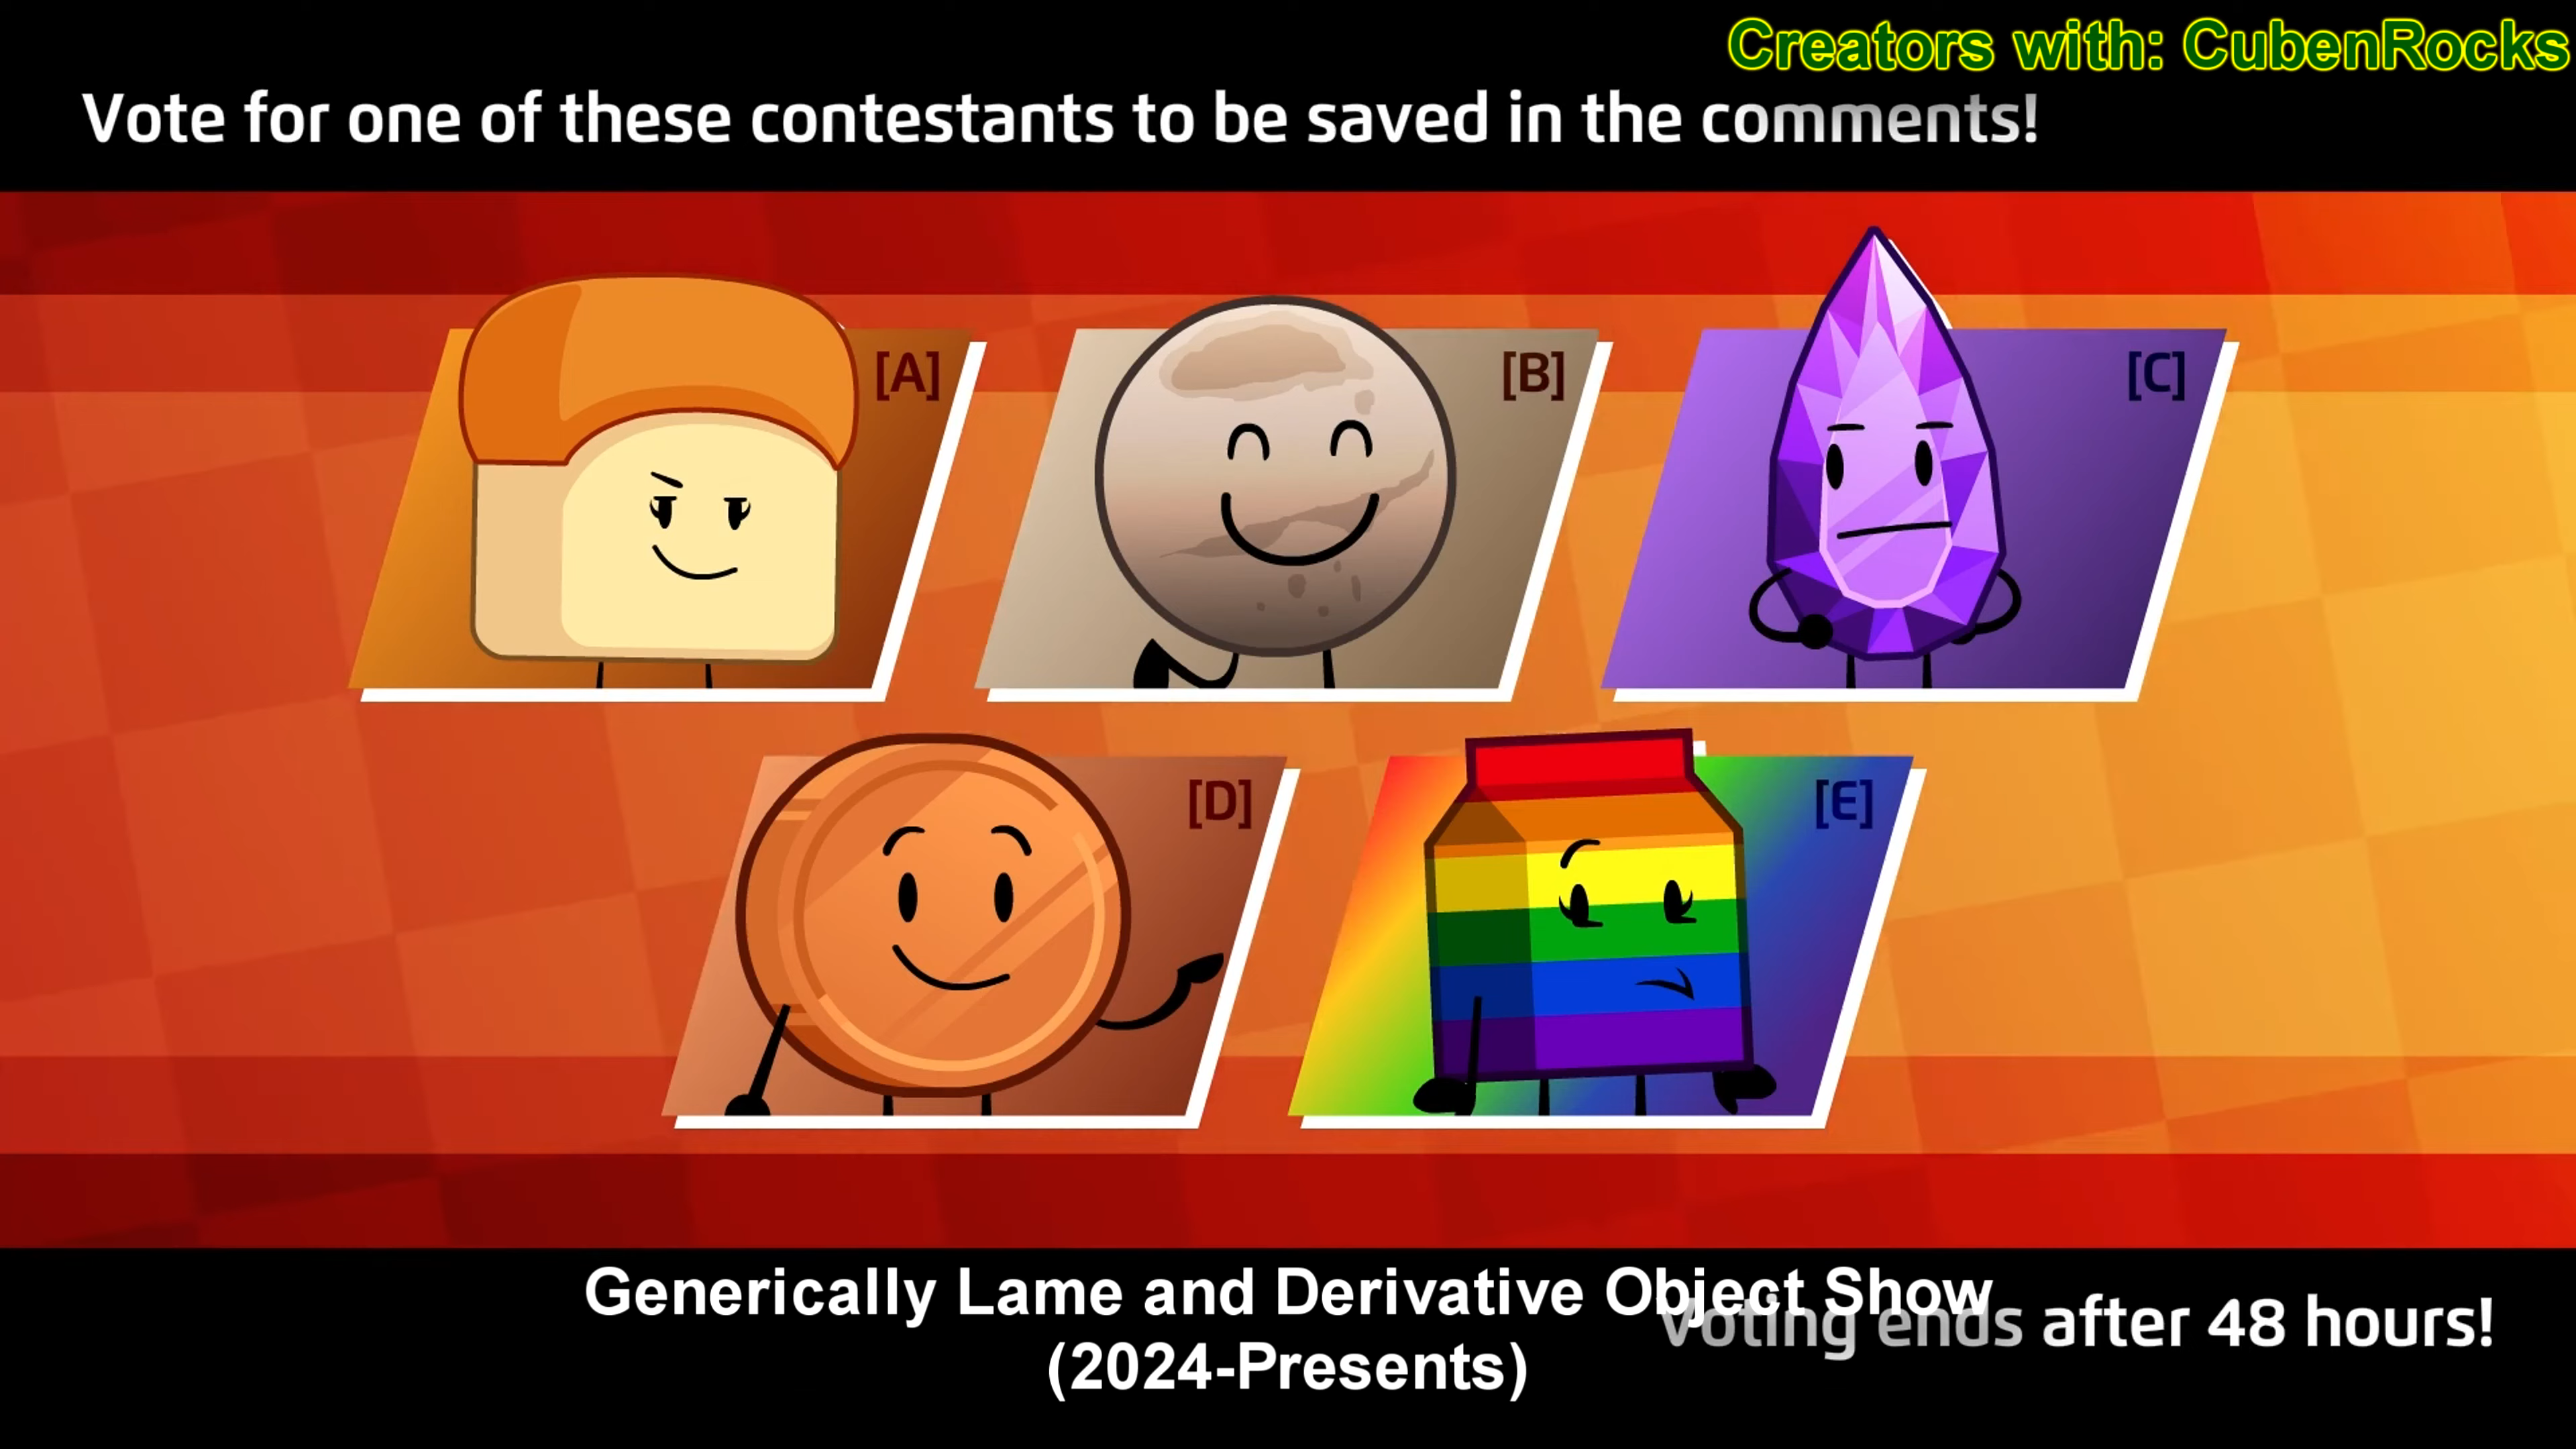 Creators with: CubenRocks
Vote for one of these contestants to be saved in the comments!
[A]
[B]
[C]
[D]
[E]
Generically Lame and Derivative Object Show
Voting ends after 48 hours!
(2024-Presents)